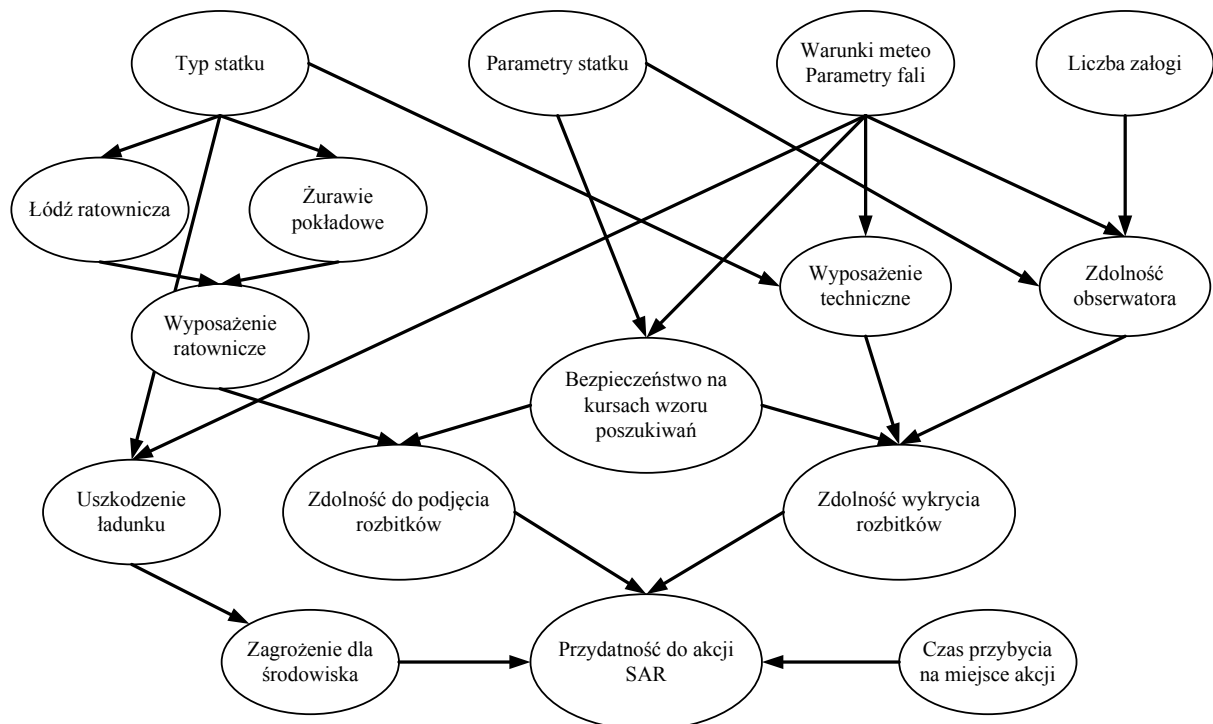 Typ statku
Parametry statku
Warunki meteo
Parametry fali
Liczba załogi
Łódź ratownicza
Żurawie
pokładowe
Wyposażenie
techniczne
Zdolność
obserwatora
Wyposażenie
ratownicze
Bezpieczeństwo na
kursach wzoru
poszukiwań
Uszkodzenie
ładunku
Zdolność do podjęcia
rozbitków
Zdolność wykrycia
rozbitków
Zagrożenie dla
środowiska
Przydatność do akcji
SAR
Czas przybycia
na miejsce akcji